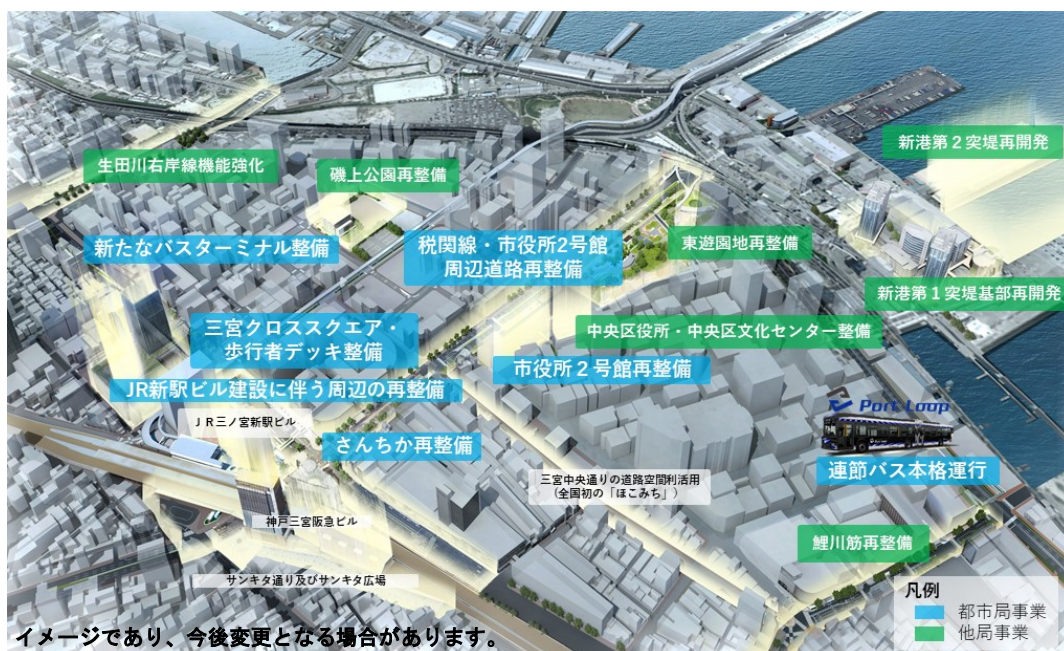 新港第２突堤再開発
生田川右岸線機能強化
磯上公園再整備
新たなバスターミナル整備
税関線・市役所2号館
周辺道路再整備
東遊園地再整備
新港第１突堤基部再開発
三宮クロススクエア・
歩行者デッキ整備
中央区役所・中央区文化センター整備
市役所２号館再整備
JR新駅ビル建設に伴う周辺の再整備
ＪＲ三ノ宮新駅ビル
さんちか再整備
Port Loop
連節バス本格運行
三宮中央通りの道路空間利活用
（全国初の「ほこみち」）
神戸三宮阪急ビル
鯉川筋再整備
サンキタ通り及びサンキタ広場
凡例
都市局事業
他局事業
イメージであり、今後変更となる場合があります。